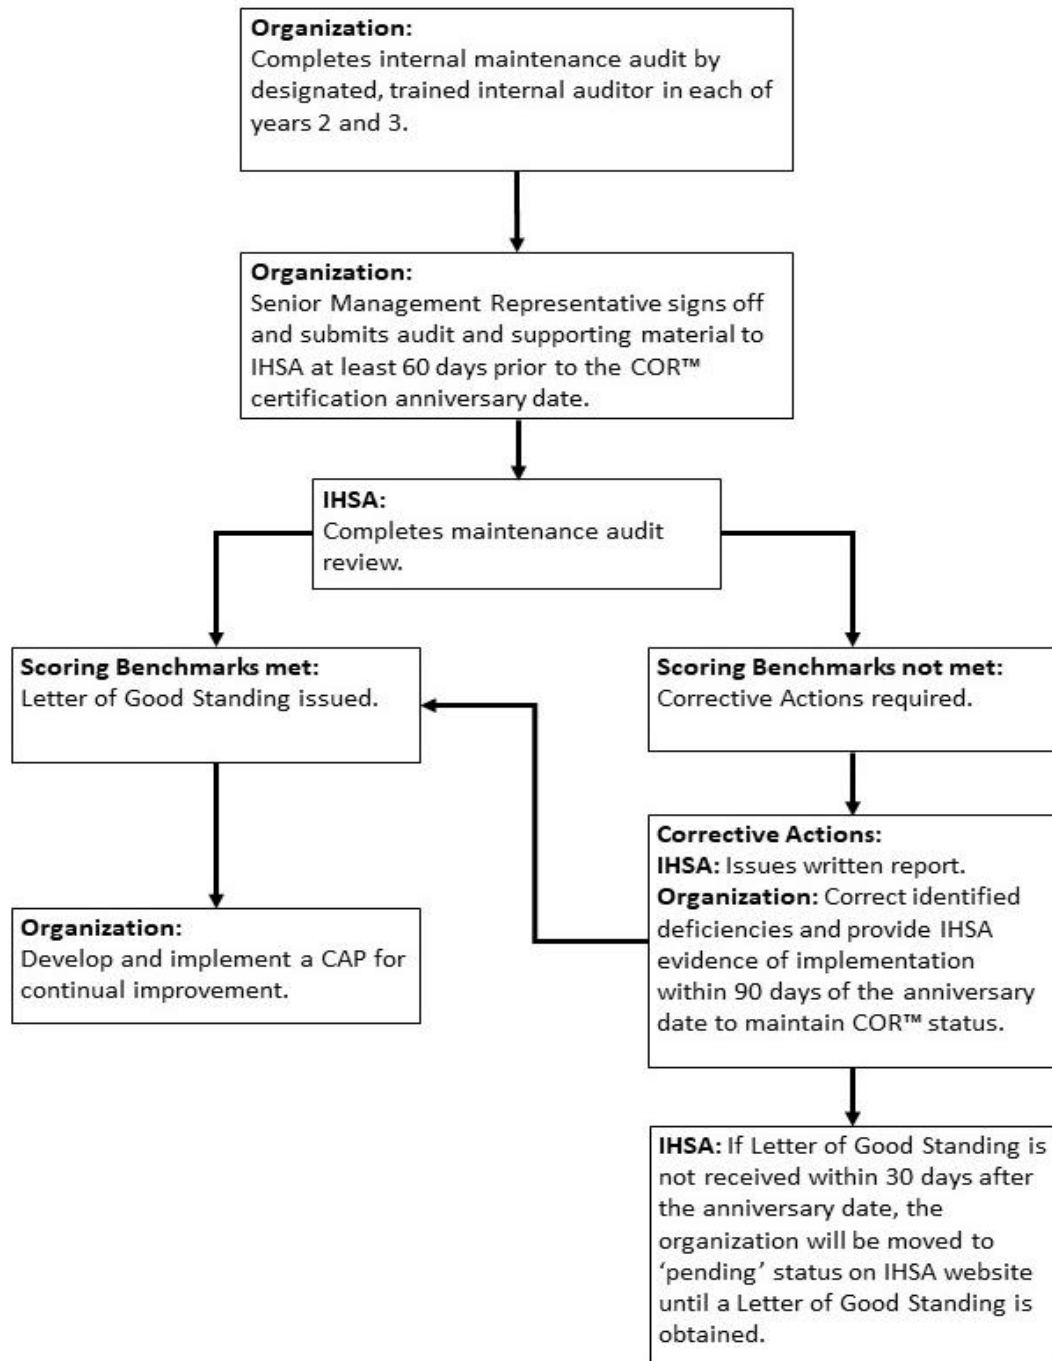 Organization:
Completes internal maintenance audit by
designated, trained internal auditor in each of
years 2 and 3.
Organization:
Senior Management Representative signs off
and submits audit and supporting material to
IHSA at least 60 days prior to the COR™
certification anniversary date.
IHSA:
Completes maintenance audit
review.
Scoring Benchmarks met:
Letter of Good Standing issued.
Scoring Benchmarks not met:
Corrective Actions required.
Corrective Actions:
IHSA: Issues written report.
Organization: Correct identified
deficiencies and provide IHSA
evidence of implementation
within 90 days of the anniversary
date to maintain COR™ status.
Organization:
Develop and implement a CAP for
continual improvement.
IHSA: If Letter of Good Standing is
not received within 30 days after
the anniversary date, the
organization will be moved to
‘pending’ status on IHSA website
until a Letter of Good Standing is
obtained.